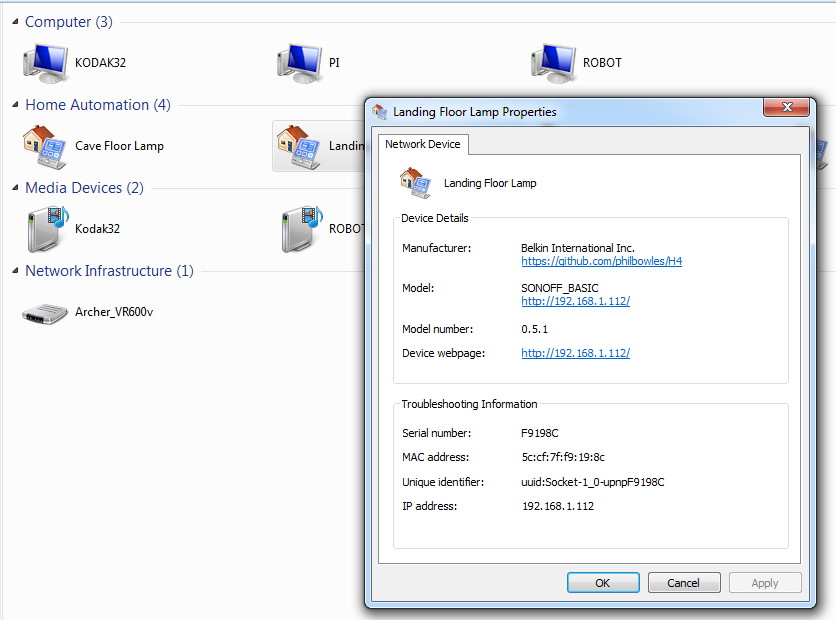 Computer (3)
KODAK32
PI
ROBOT
Home Automation (4)
Cave Floor Lamp
Landin
Media Devices (2)
Kodak32
ROBOT
Network Infrastructure (1)
Archer_VR600v
Landing Floor Lamp Properties
Network Device
Landing Floor Lamp
Device Details
Manufacturer: Belkin International Inc.
https://github.com/philbowles/H4
Model: SONOFF_BASIC
http://192.168.1.112/
Model number: 0.5.1
Device webpage: http://192.168.1.112/
Troubleshooting Information
Serial number: F9198C
MAC address: 5c:cf:7f:f9:19:8c
Unique identifier: uuid:Socket-1_0-upnpF9198C
IP address: 192.168.1.112
OK Cancel Apply